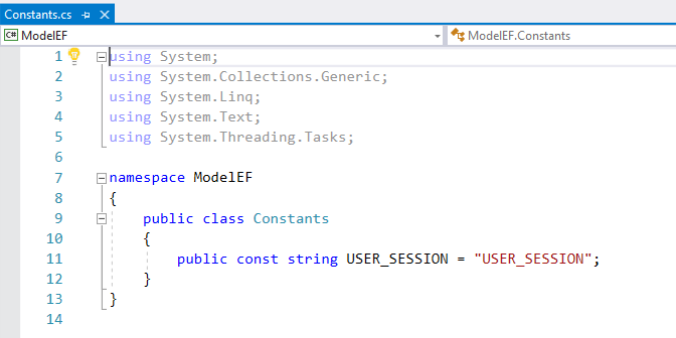 Constants.cs
C# ModelEF ModelEF.Constants
1 using System;
2 using System.Collections.Generic;
3 using System.Linq;
4 using System.Text;
5 using System.Threading.Tasks;
6
7 namespace ModelEF
8 {
9 public class Constants
10 {
11 public const string USER_SESSION = "USER_SESSION";
12 }
13 }
14